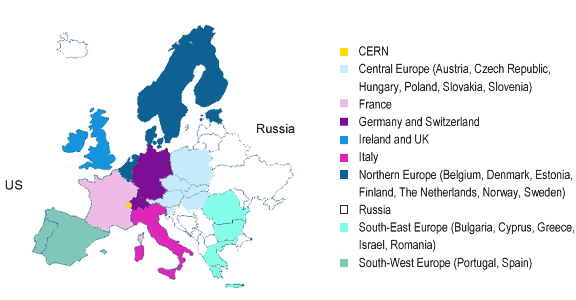 Russia
US
CERN
Central Europe (Austria, Czech Republic,
Hungary, Poland, Slovakia, Slovenia)
France
Germany and Switzerland
Ireland and UK
Italy
Northern Europe (Belgium, Denmark, Estonia,
Finland, The Netherlands, Norway, Sweden)
Russia
South-East Europe (Bulgaria, Cyprus, Greece,
Israel, Romania)
South-West Europe (Portugal, Spain)